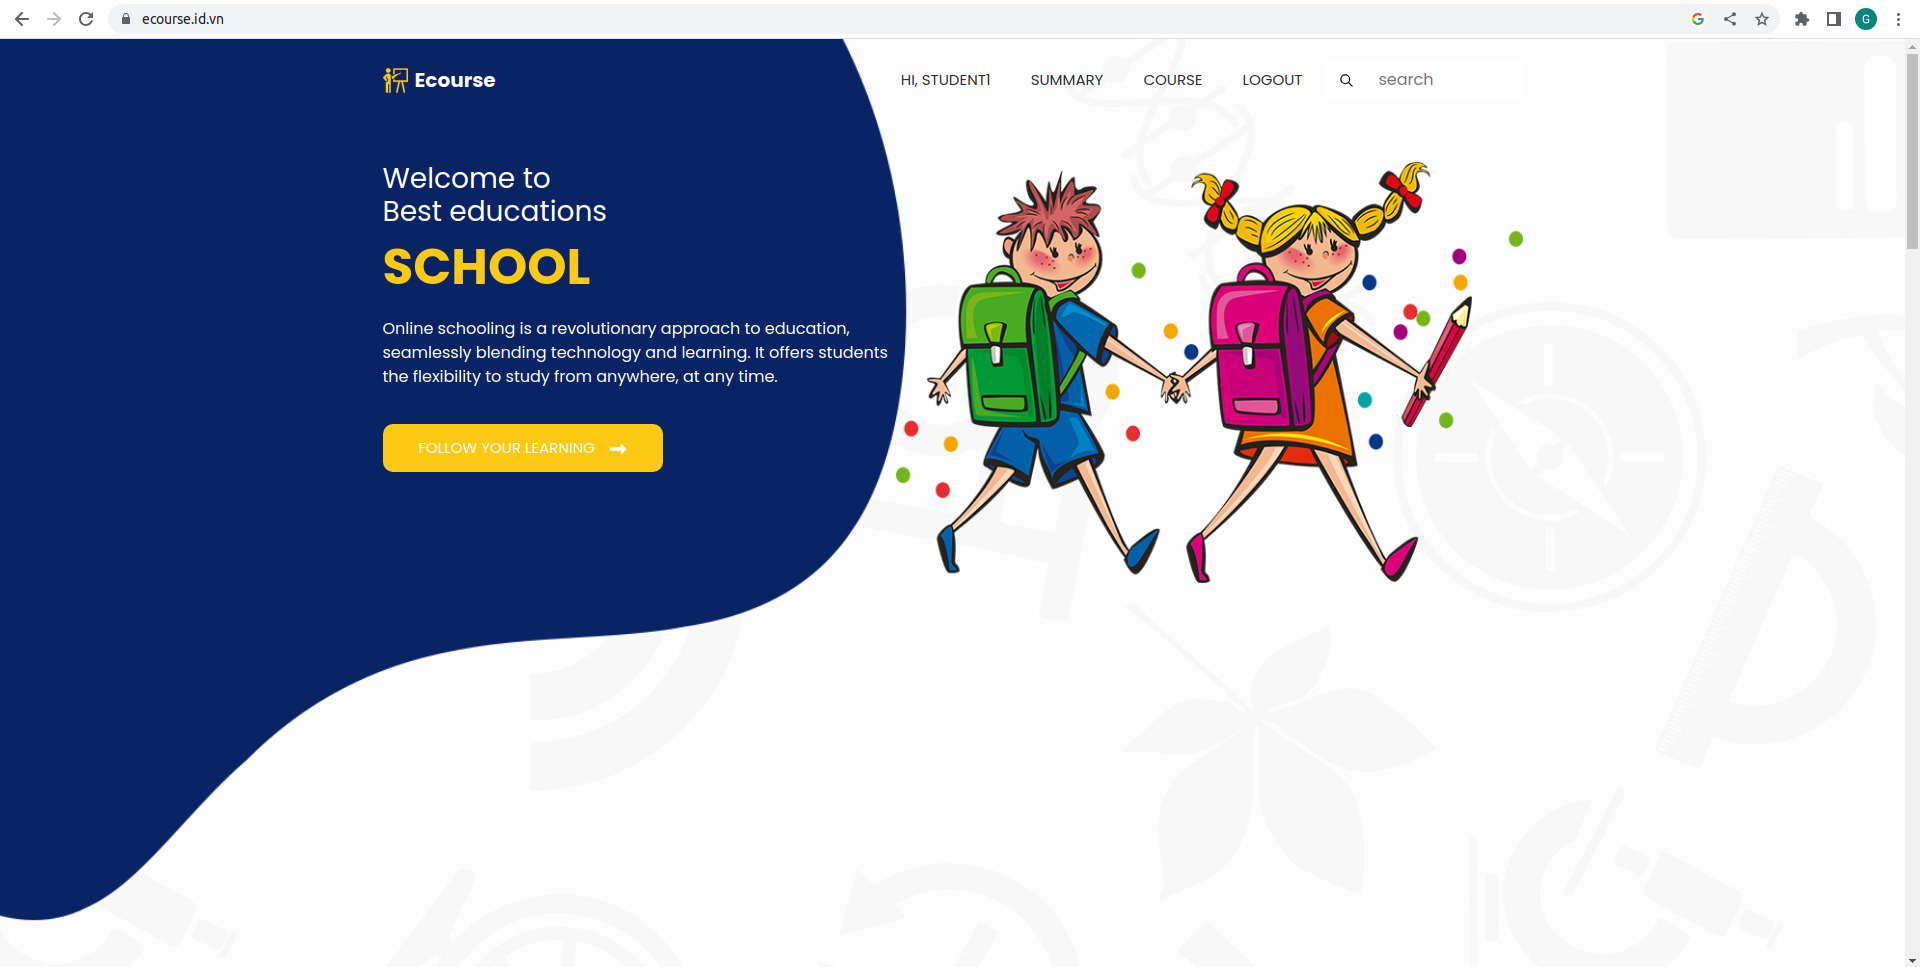 ecourse.id.vn
G
Ecourse
HI, STUDENT1 SUMMARY COURSE LOGOUT search
Welcome to
Best educations
SCHOOL
Online schooling is a revolutionary approach to education,
seamlessly blending technology and learning. It offers students
the flexibility to study from anywhere, at any time.
FOLLOW YOUR LEARNING